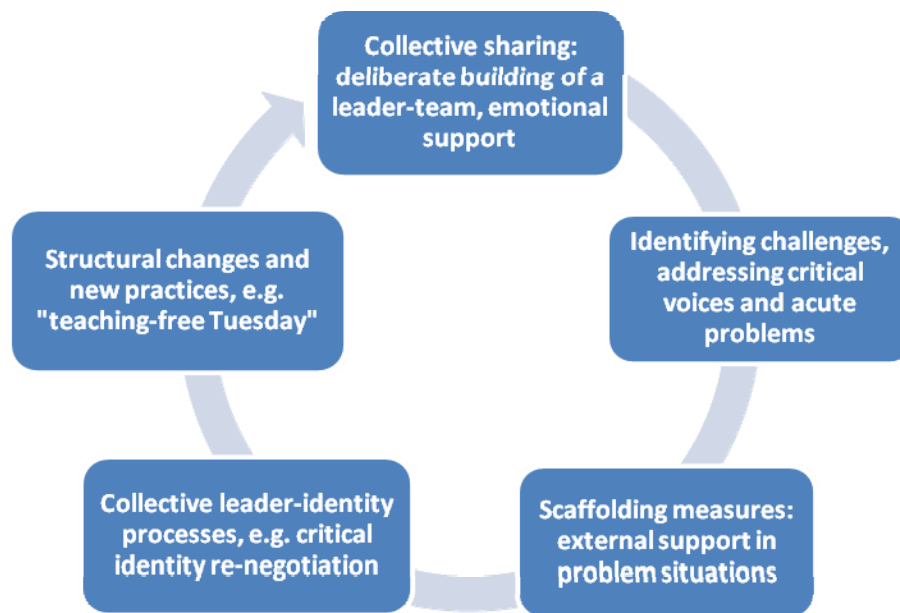 Collective sharing:
deliberate building of a
leader-team, emotional
support
Identifying challenges,
addressing critical
voices and acute
problems
Scaffolding measures:
external support in
problem situations
Collective leader-identity
processes, e.g. critical
identity re-negotiation
Structural changes and
new practices, e.g.
"teaching-free Tuesday"